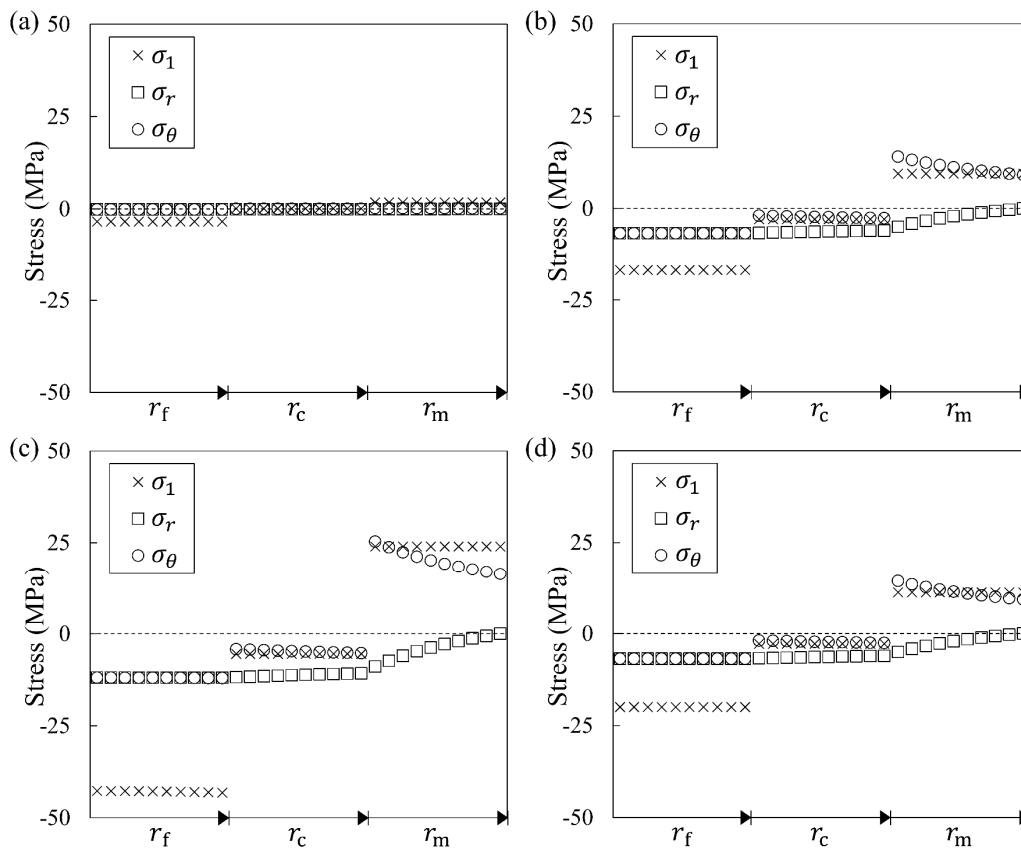 (a)
50
25
0
-25
-50
Stress (MPa)
σ1
σr
σθ
rf
rc
rm
(b)
50
25
0
-25
-50
Stress (MPa)
σ1
σr
σθ
rf
rc
rm
(c)
50
25
0
-25
-50
Stress (MPa)
σ1
σr
σθ
rf
rc
rm
(d)
50
25
0
-25
-50
Stress (MPa)
σ1
σr
σθ
rf
rc
rm